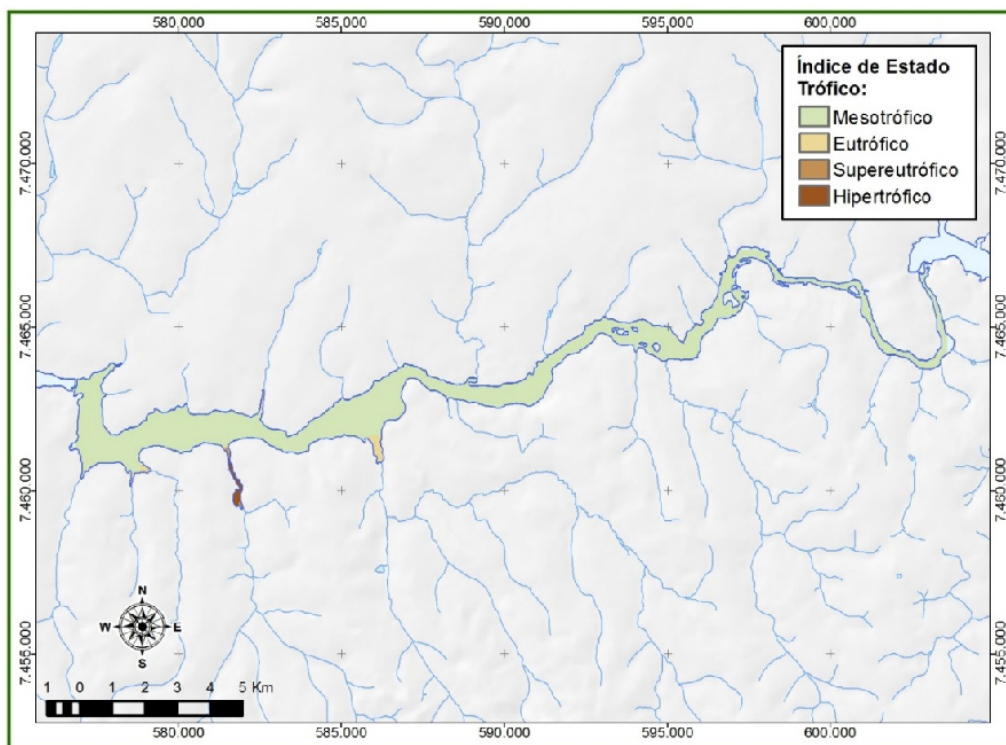 580.000 585.000 590.000 595.000 600.000
Índice de Estado
Trófico:
Mesotrófico
Eutrófico
Supereutrófico
Hipertrófico
7.470.000 7.470.000
7.465.000 7.465.000
7.460.000 7.460.000
7.455.000 7.455.000
N
W E
S
1 0 1 2 3 4 5 Km
580.000 585.000 590.000 595.000 600.000